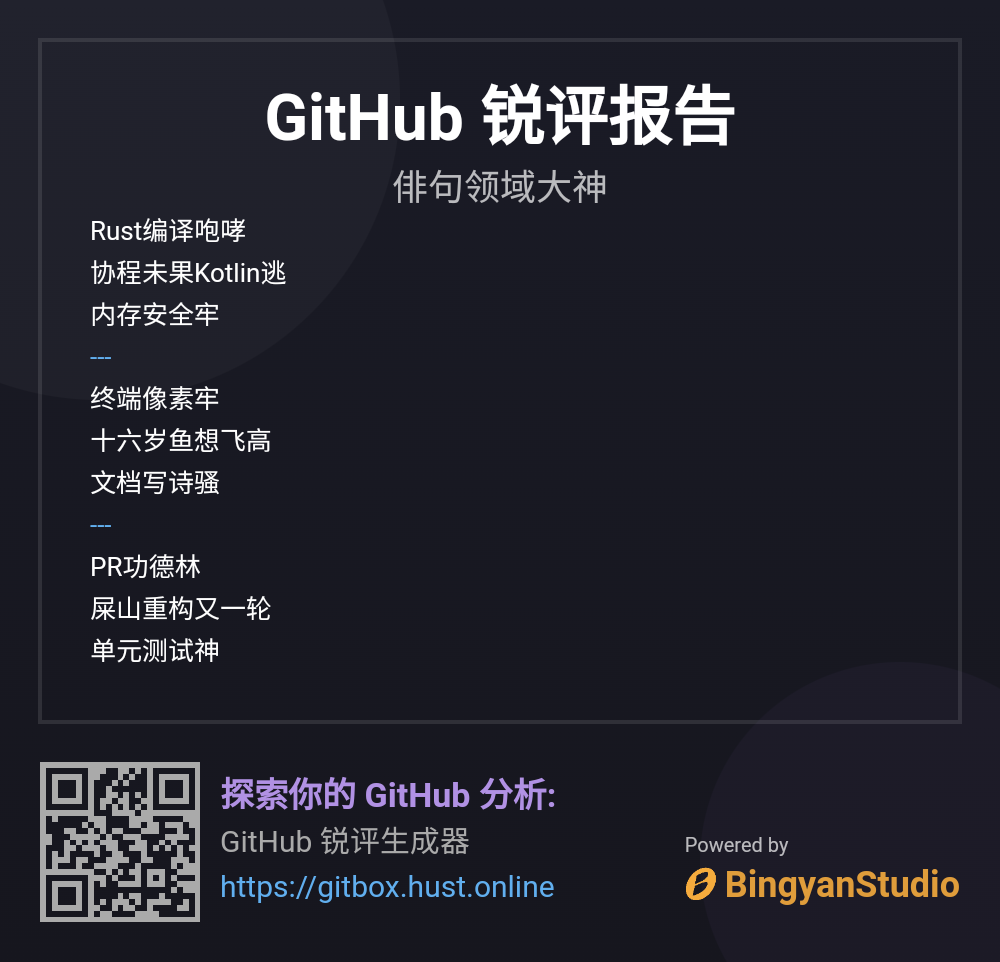 GitHub 锐评报告
俳句领域大神
Rust编译咆哮
协程未果Kotlin逃
内存安全牢
---
终端像素牢
十六岁鱼想飞高
文档写诗骚
---
PR功德林
屎山重构又一轮
单元测试神
探索你的 GitHub 分析:
GitHub 锐评生成器
https://gitbox.hust.online
Powered by
BingyanStudio